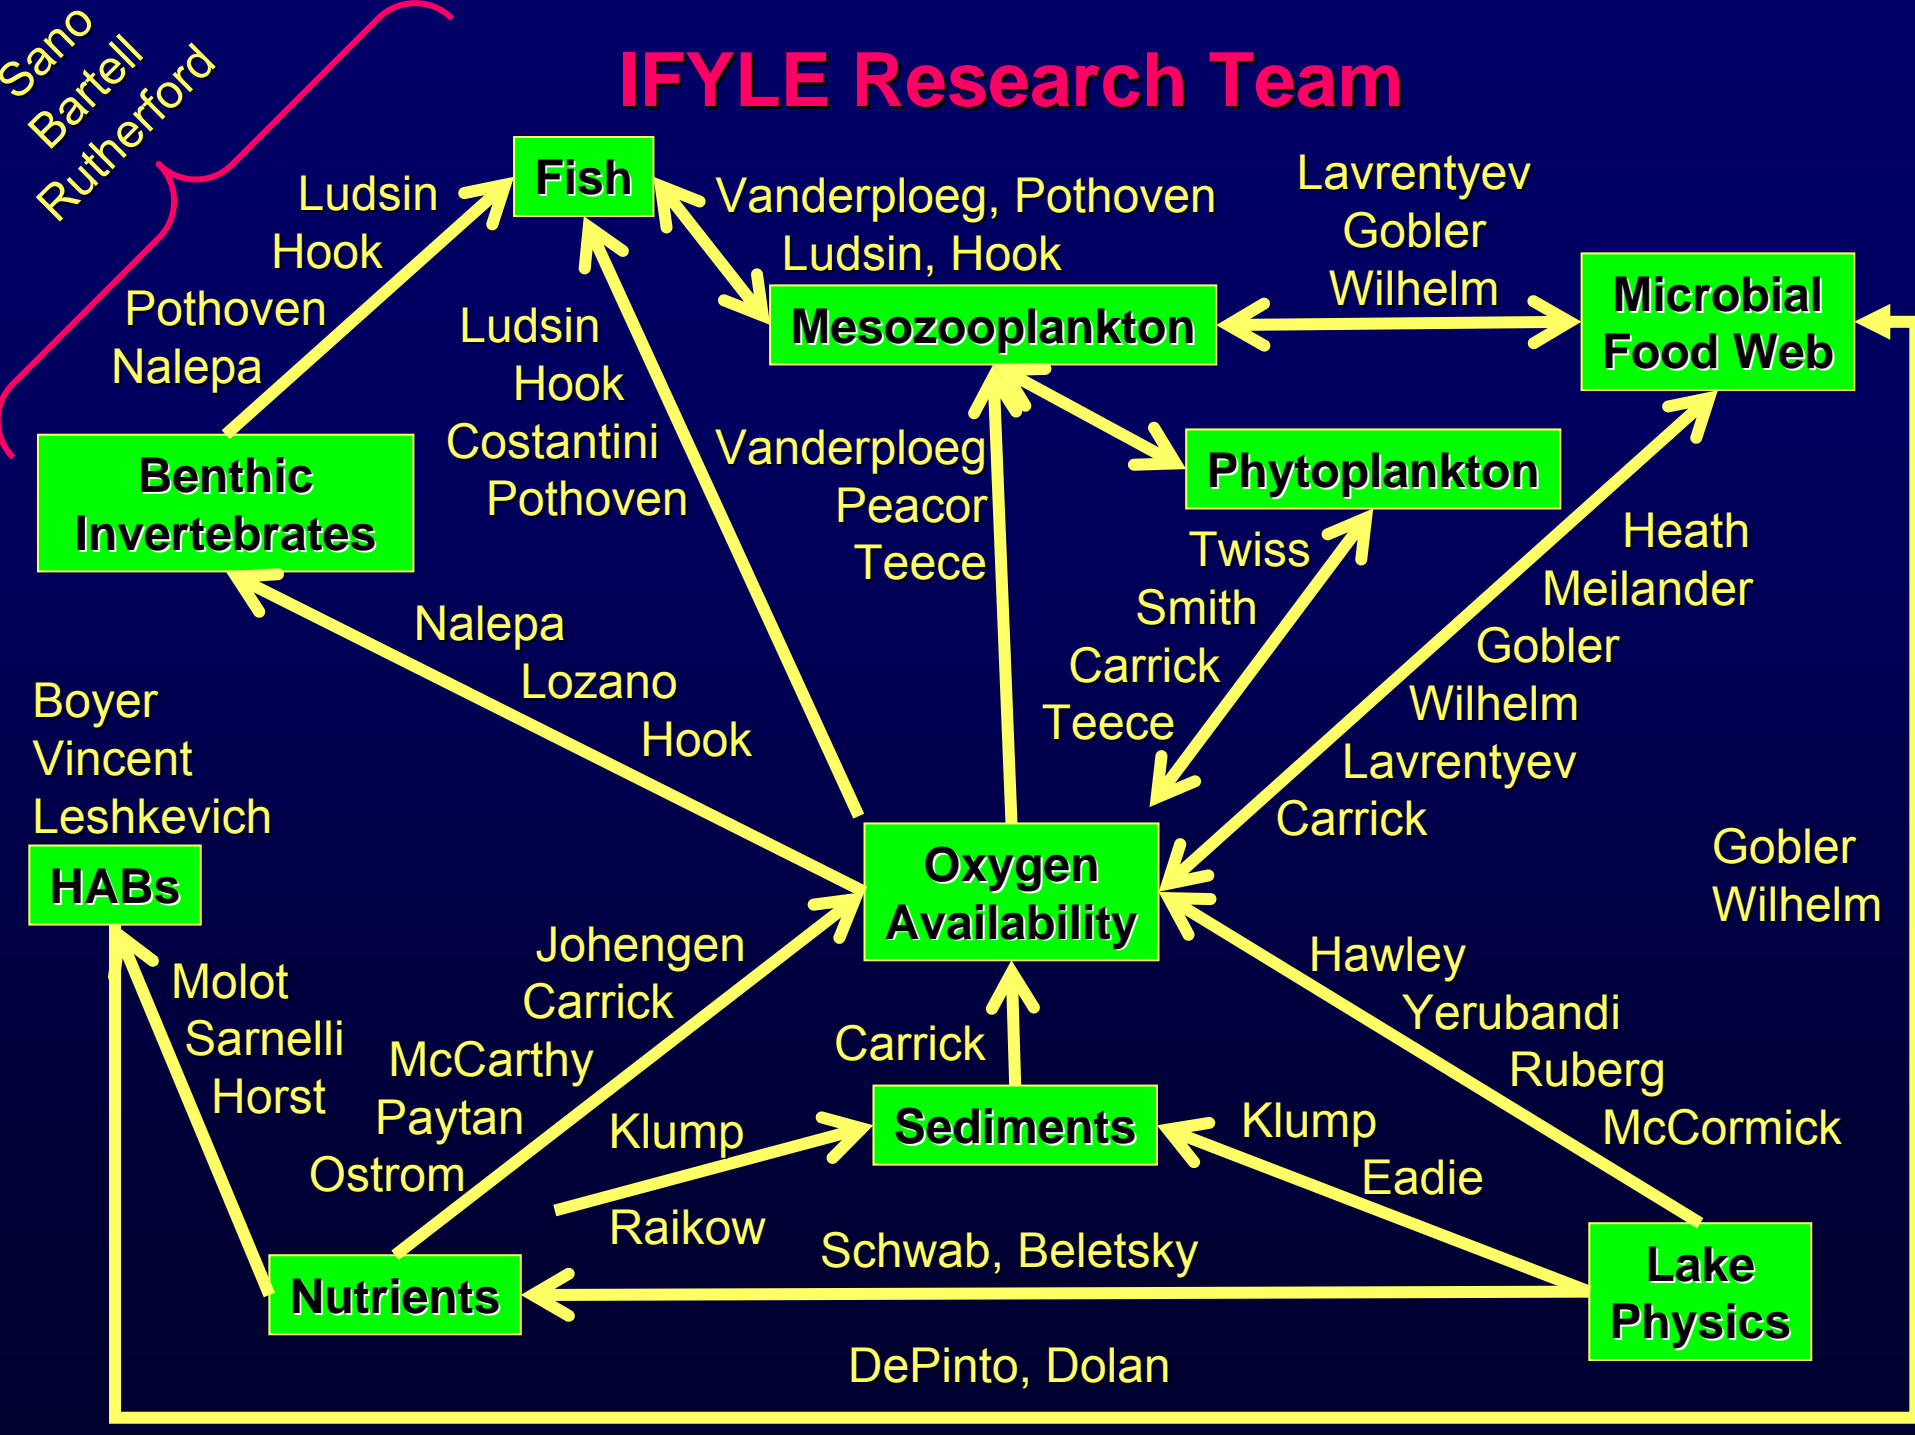 Sano
Bartell
Rutherford
IFYLE Research Team
Fish
Ludsin
Hook
Pothoven
Nalepa
Vanderploeg, Pothoven
Ludsin, Hook
Lavrentyev
Gobler
Wilhelm
Mesozooplankton
Microbial
Food Web
Ludsin
Hook
Costantini
Pothoven
Benthic
Invertebrates
Vanderploeg
Peacor
Teece
Phytoplankton
Twiss
Smith
Carrick
Teece
Heath
Meilander
Gobler
Wilhelm
Lavrentyev
Carrick
Nalepa
Lozano
Hook
Boyer
Vincent
Leshkevich
HABs
Oxygen
Availability
Gobler
Wilhelm
Molot
Sarnelli
Horst
Johengen
Carrick
McCarthy
Paytan
Ostrom
Carrick
Hawley
Yerubandi
Ruberg
McCormick
Klump
Raikow
Sediments
Klump
Eadie
Schwab, Beletsky
Nutrients
Lake
Physics
DePinto, Dolan